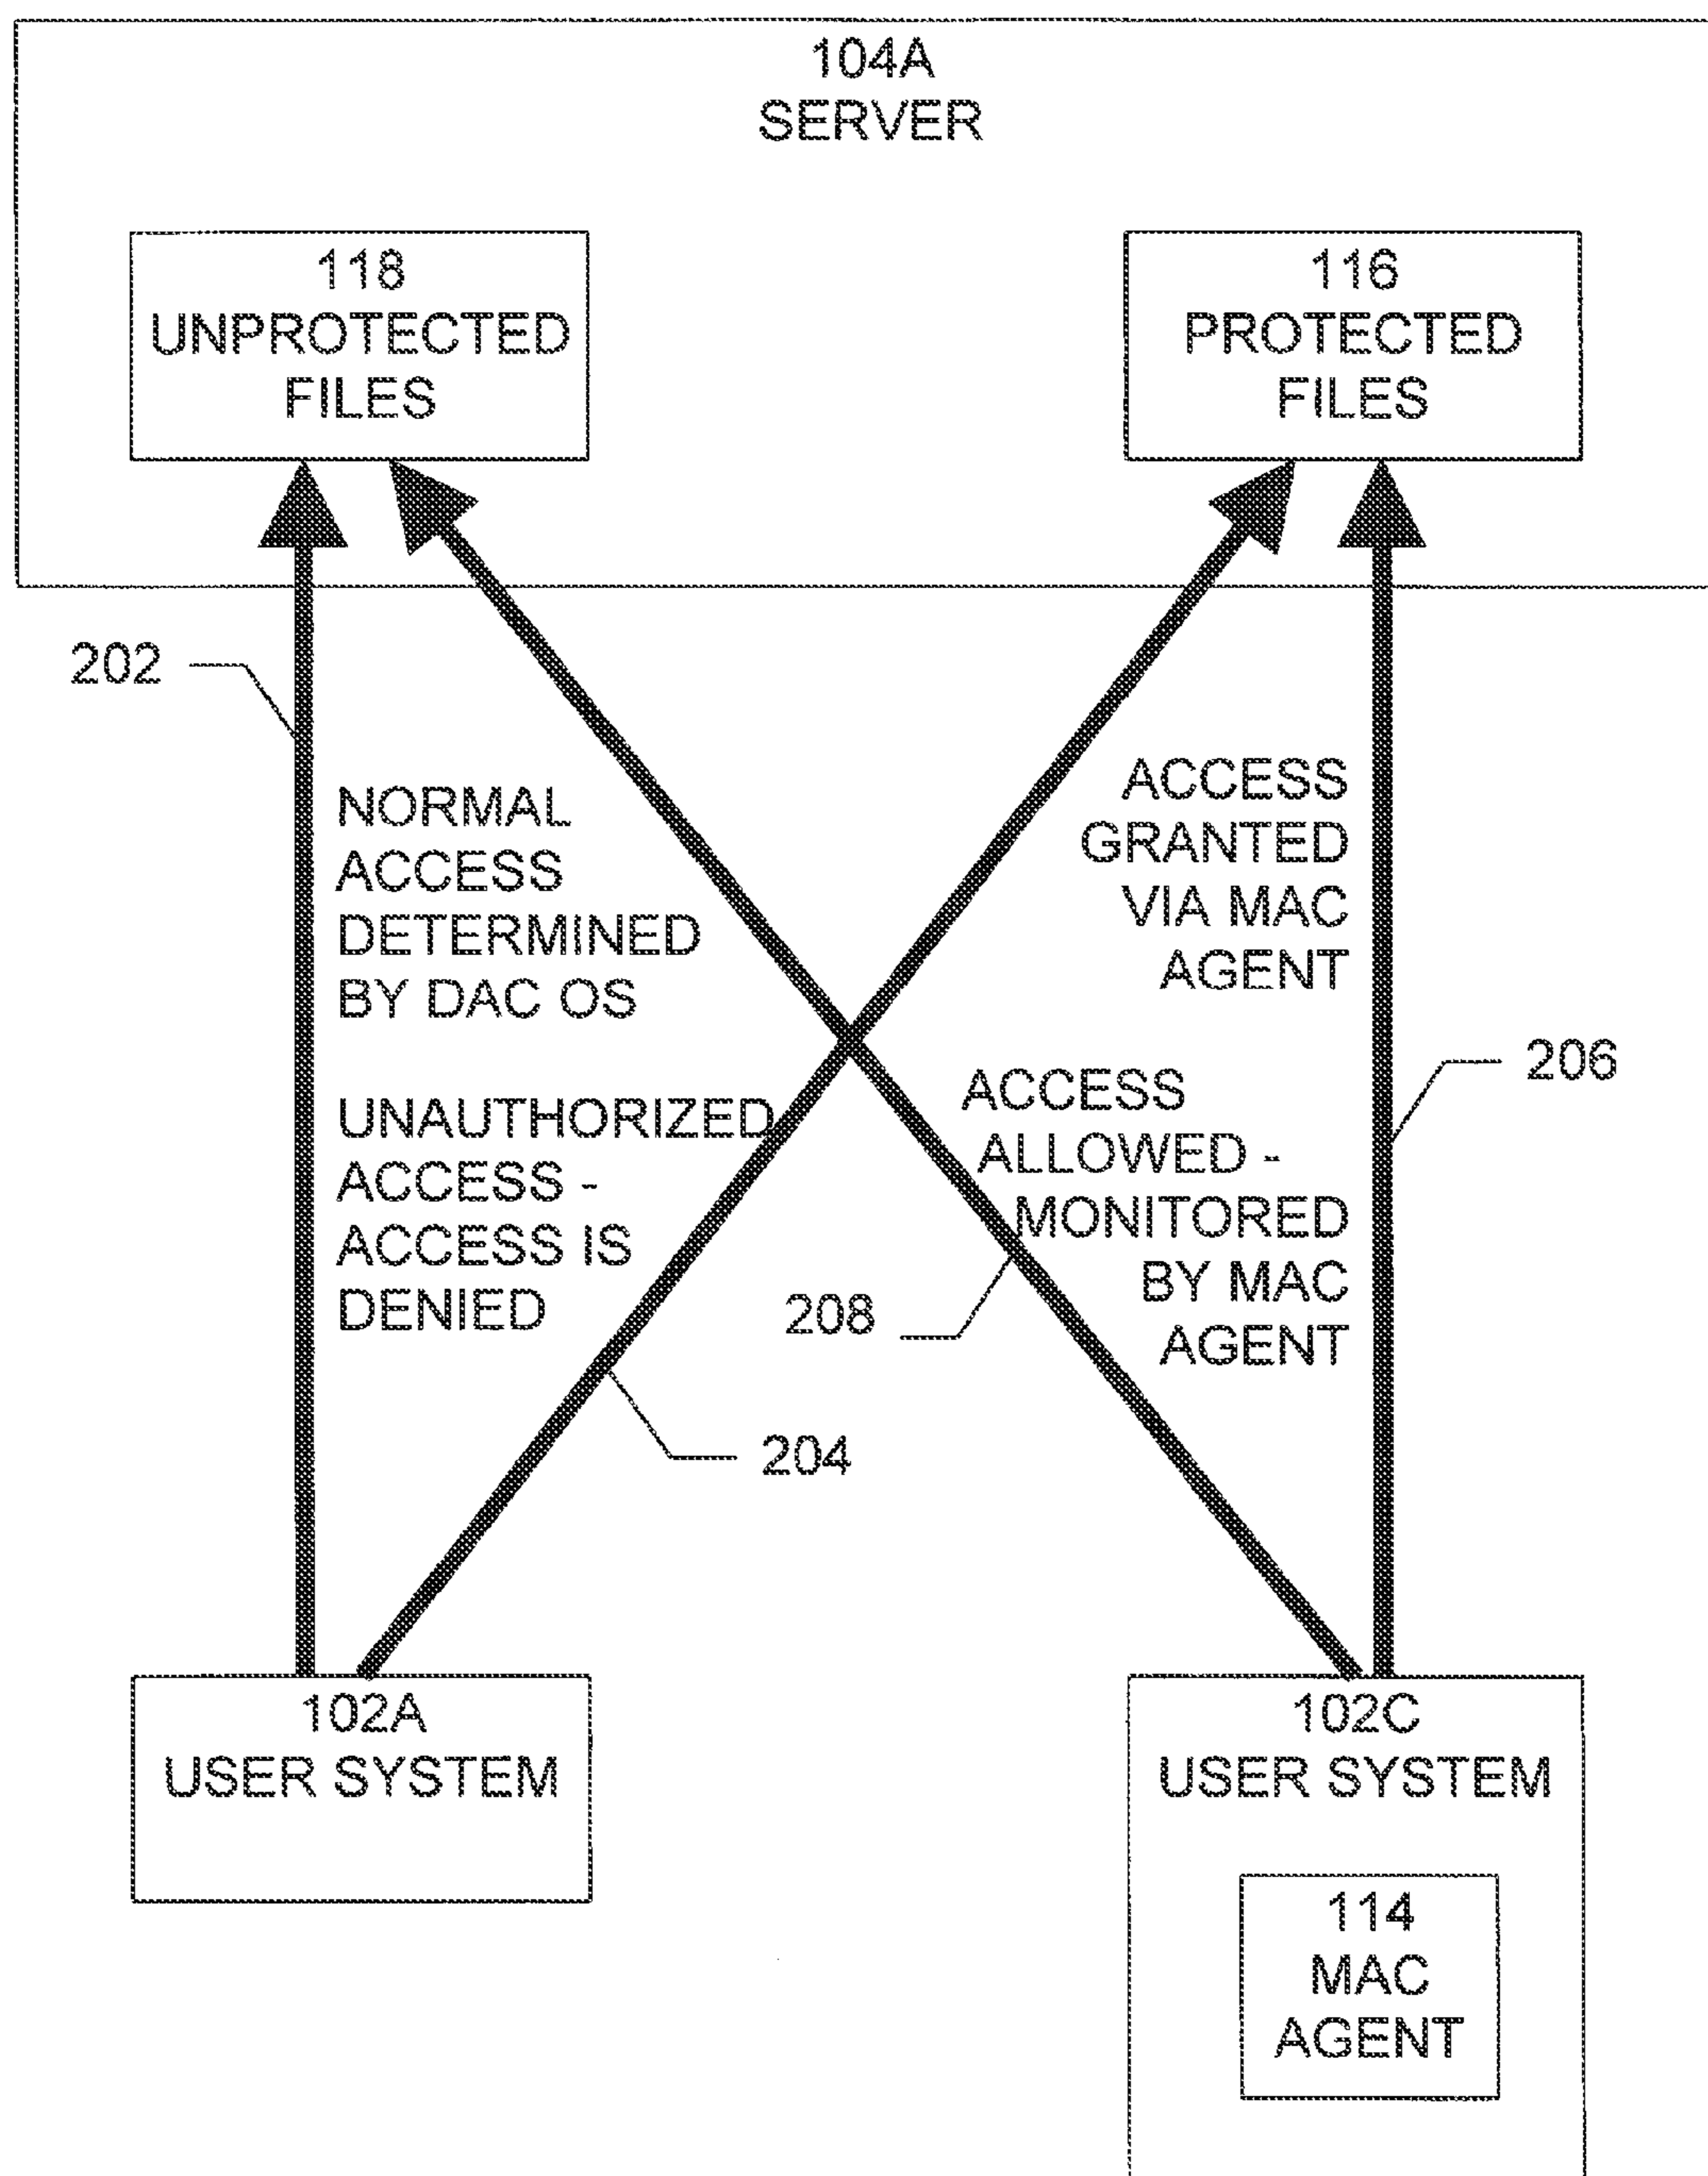 104A
SERVER
118
UNPROTECTED
FILES
116
PROTECTED
FILES
202
NORMAL
ACCESS
DETERMINED
BY DAC OS
ACCESS
GRANTED
VIA MAC
AGENT
206
UNAUTHORIZED
ACCESS -
ACCESS IS
DENIED
ACCESS
ALLOWED -
MONITORED
BY MAC
AGENT
208
204
102A
USER SYSTEM
102C
USER SYSTEM
114
MAC
AGENT